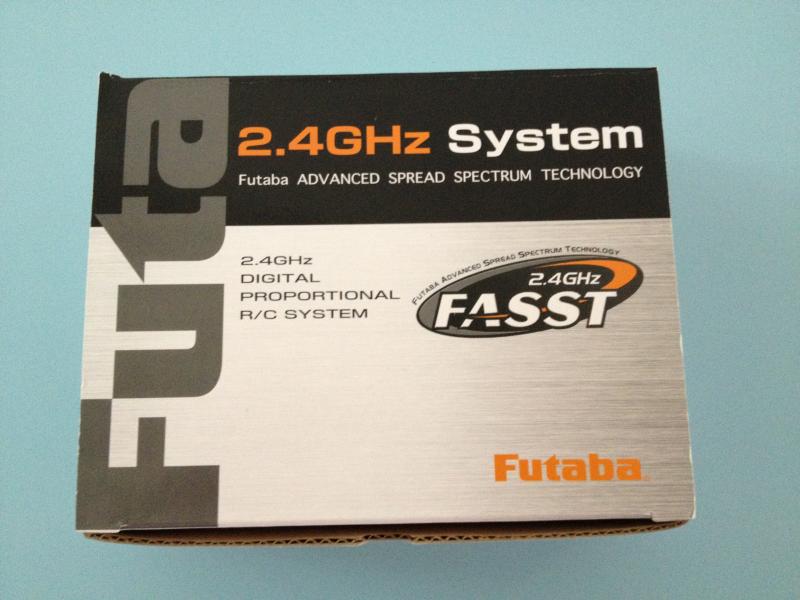 Futa
2.4GHz System
Futaba ADVANCED SPREAD SPECTRUM TECHNOLOGY
2.4GHz
DIGITAL
PROPORTIONAL
R/C SYSTEM
FUTABA ADVANCED SPREAD SPECTRUM TECHNOLOGY
2.4GHz
FASST
Futaba